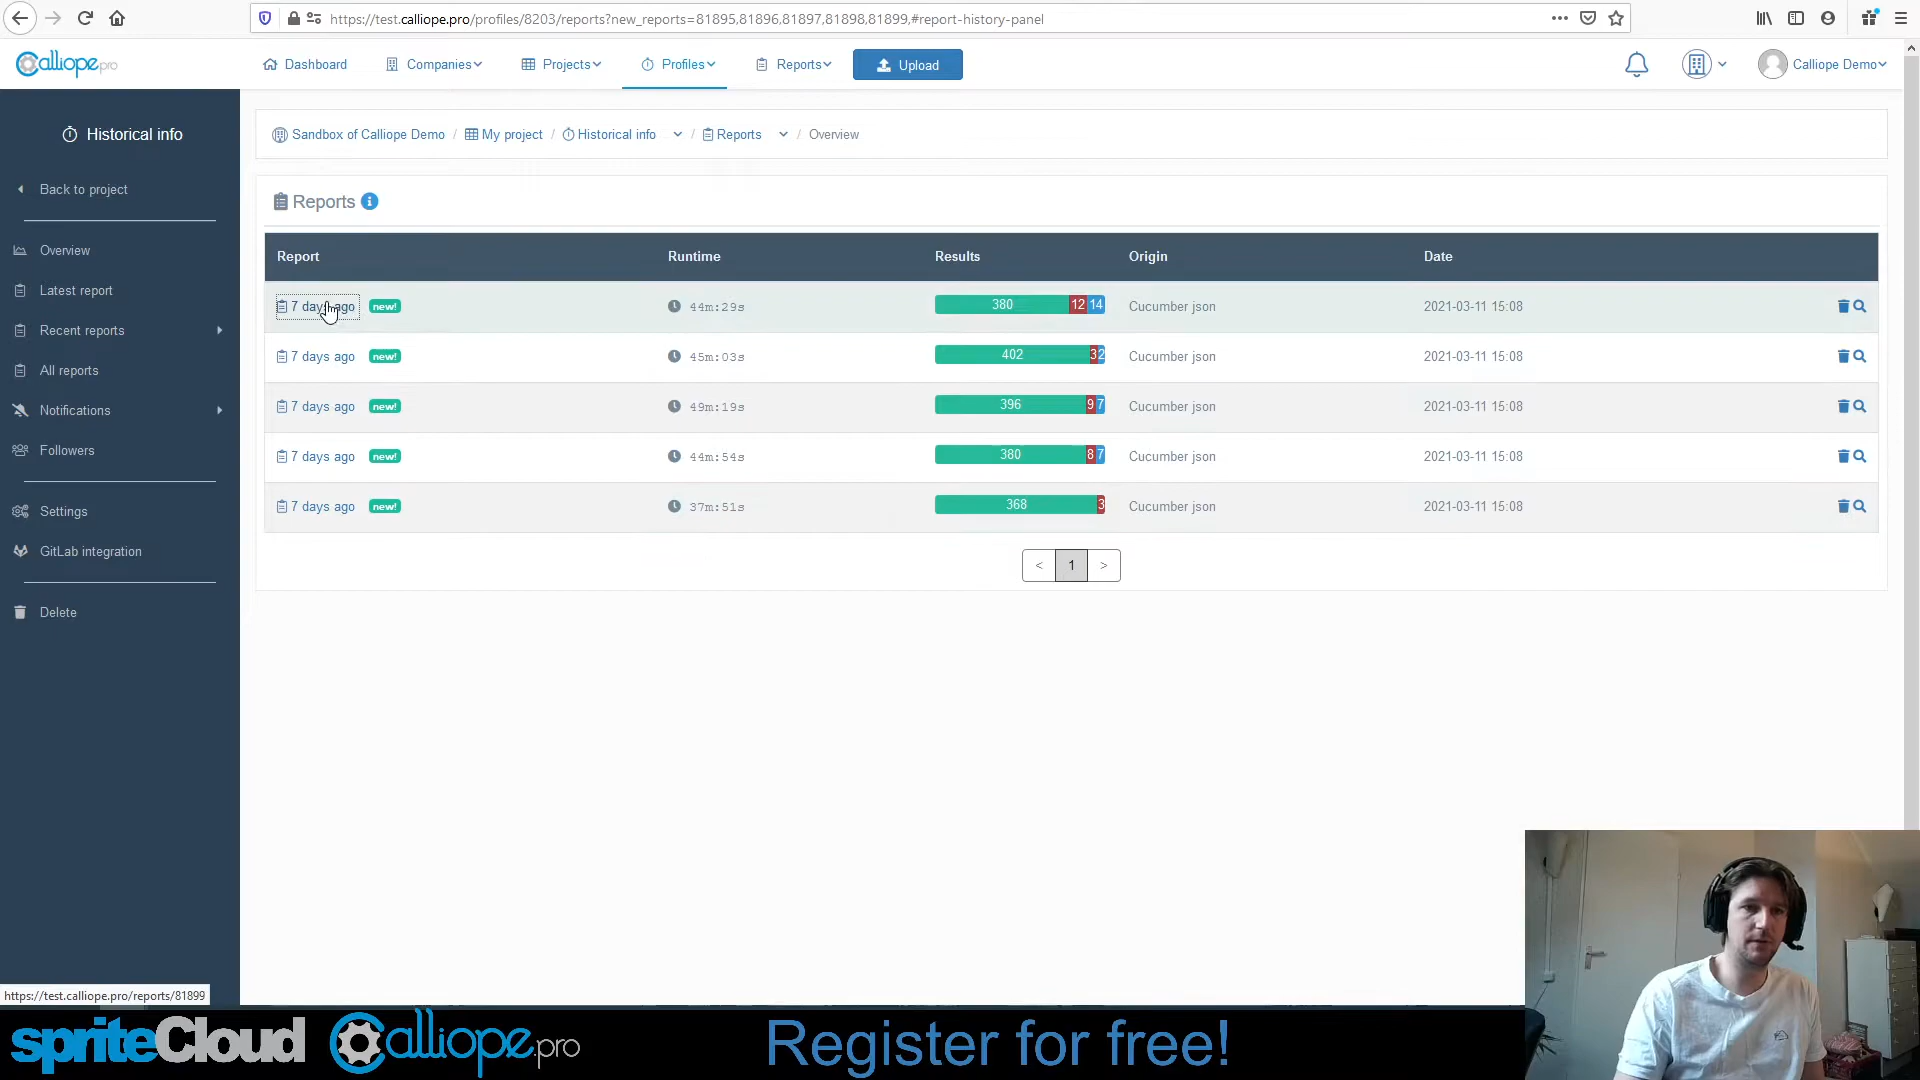 https://test.calliope.pro/profiles/8203/reports?new_reports=81895,81896,81897,81898,81899,#report-history-panel
Calliope.pro
Dashboard
Companies
Projects
Profiles
Reports
Upload
Calliope Demo
Historical info
Back to project
Overview
Latest report
Recent reports
All reports
Notifications
Followers
Settings
GitLab integration
Delete
Sandbox of Calliope Demo / My project / Historical info / Reports / Overview
Reports
Report Runtime Results Origin Date
7 days ago new! 44m:29s 380 12 14 Cucumber json 2021-03-11 15:08
7 days ago new! 45m:03s 402 3 2 Cucumber json 2021-03-11 15:08
7 days ago new! 49m:19s 396 9 7 Cucumber json 2021-03-11 15:08
7 days ago new! 44m:54s 380 8 7 Cucumber json 2021-03-11 15:08
7 days ago new! 37m:51s 368 3 Cucumber json 2021-03-11 15:08
< 1 >
https://test.calliope.pro/reports/81899
spriteCloud Calliope.pro Register for free!